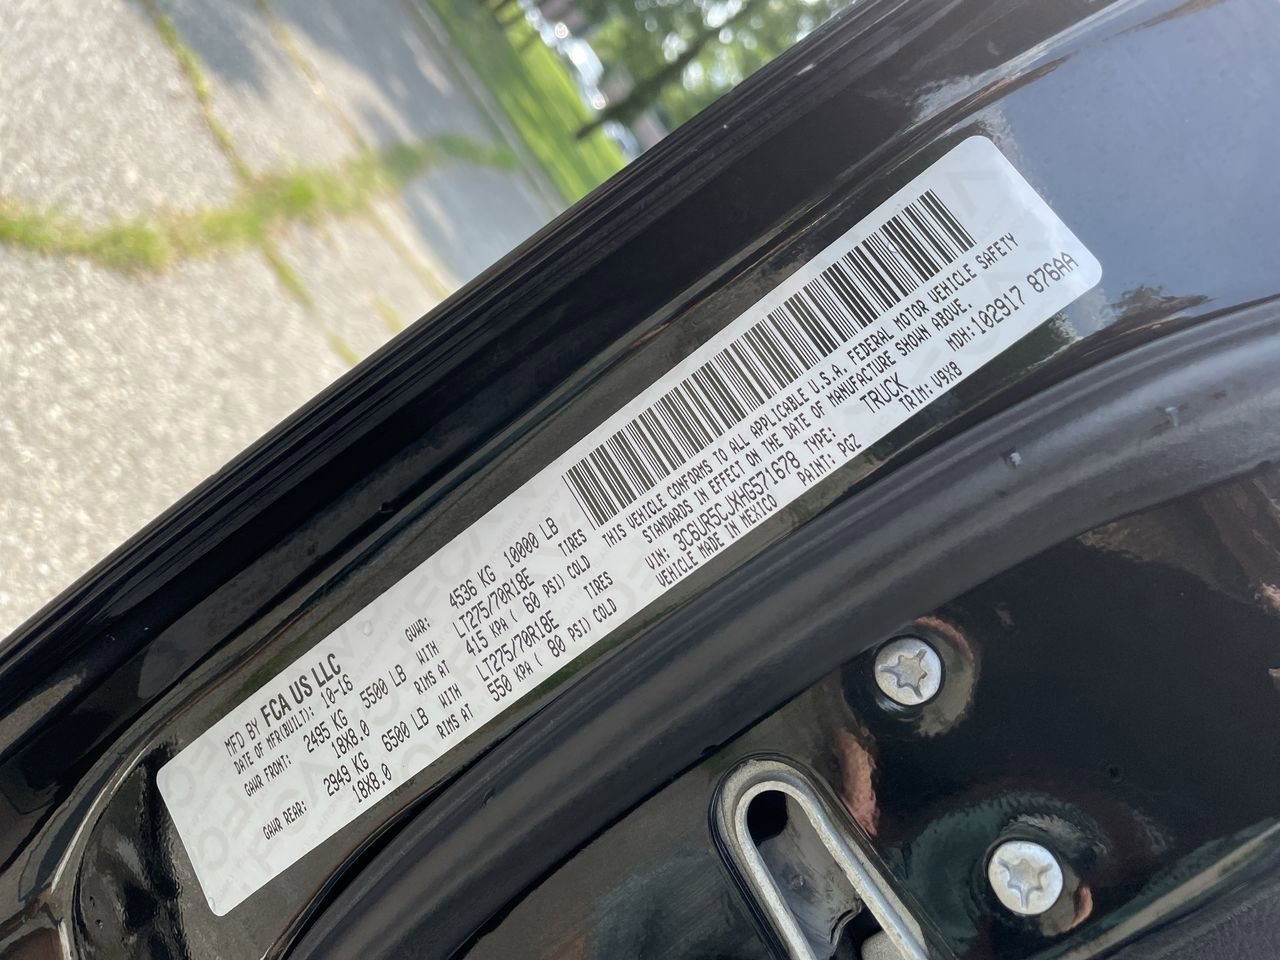 MFD BY FCA US LLC
DATE OF MFR(BUILT): 10-16 GVWR: 4536 KG 10000 LB
GAWR FRONT: 2495 KG 5500 LB WITH LT275/70R18E TIRES
18X8.0 RIMS AT 415 KPA ( 60 PSI) COLD
GAWR REAR: 2949 KG 6500 LB WITH LT275/70R18E TIRES
18X8.0 RIMS AT 550 KPA ( 80 PSI) COLD
THIS VEHICLE CONFORMS TO ALL APPLICABLE U.S.A. FEDERAL MOTOR VEHICLE SAFETY
STANDARDS IN EFFECT ON THE DATE OF MANUFACTURE SHOWN ABOVE.
VIN: 3C6UR5CJXHG571678 TYPE: TRUCK MDH: 102917 876AA
VEHICLE MADE IN MEXICO PAINT: PGZ TRIM: V9X8